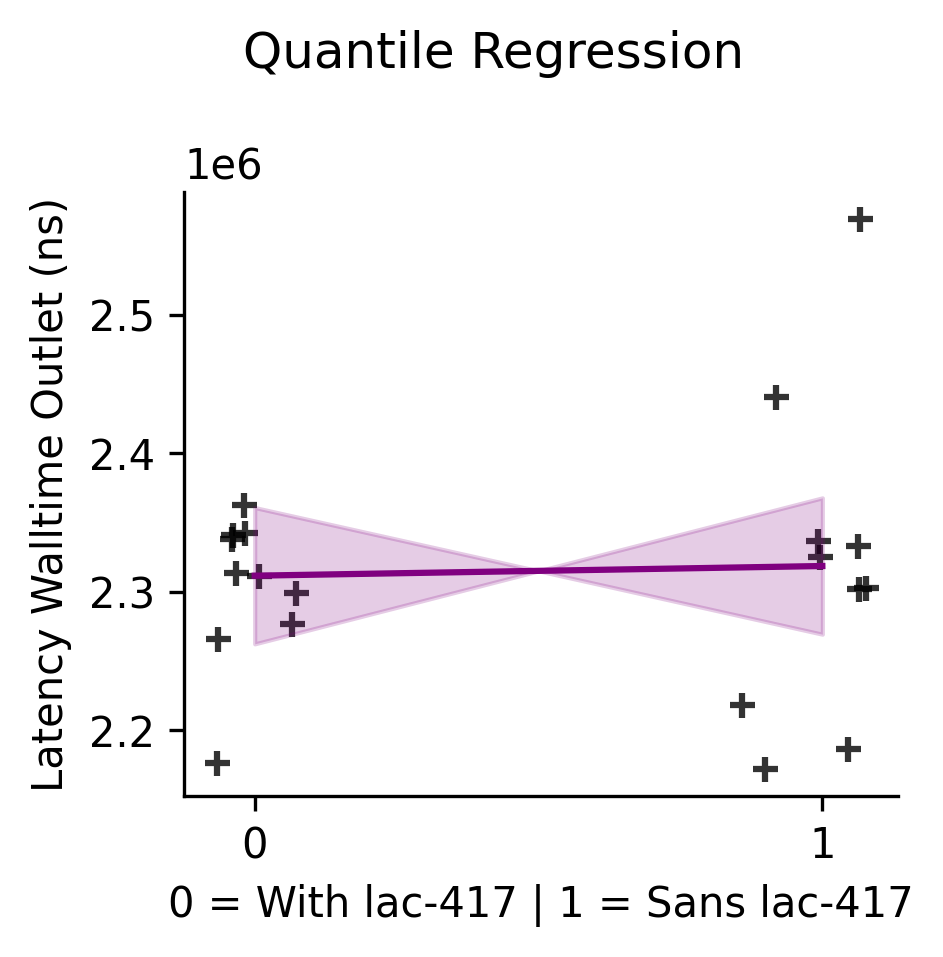 Quantile Regression
1e6
Latency Walltime Outlet (ns)
2.5
2.4
2.3
2.2
0
1
0 = With lac-417 | 1 = Sans lac-417